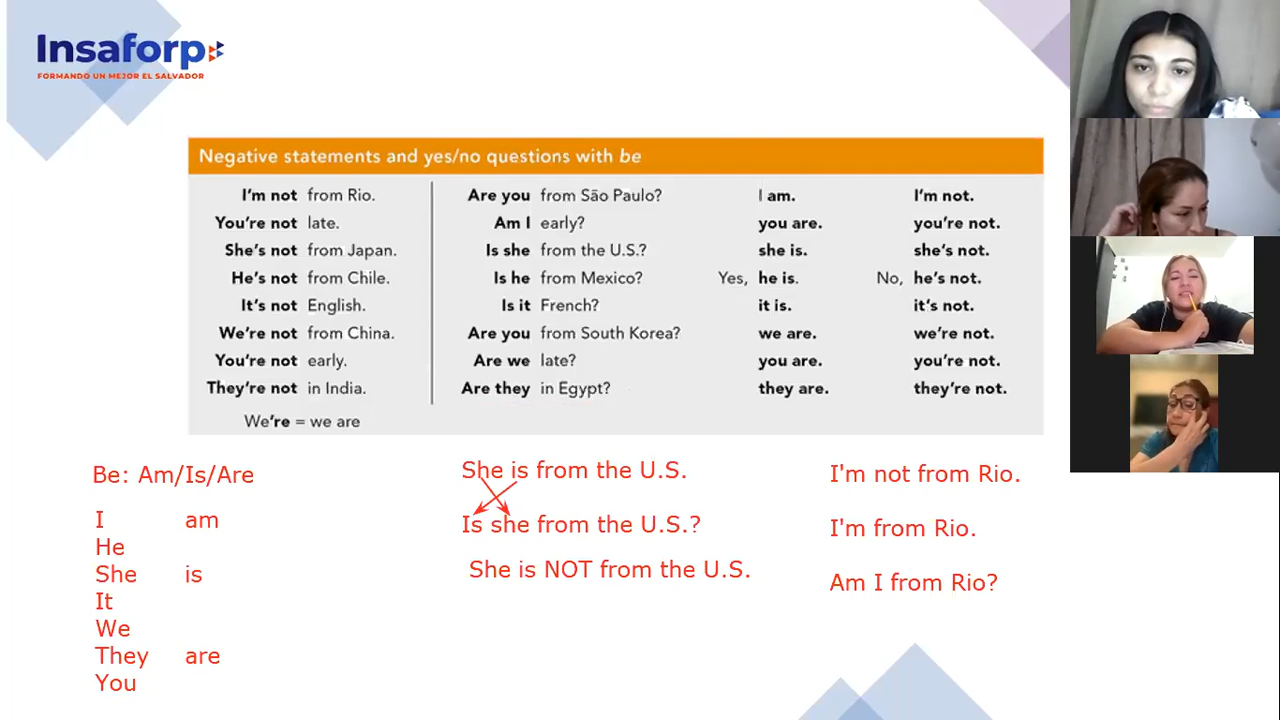 Insaforp
FORMANDO UN MEJOR EL SALVADOR
Negative statements and yes/no questions with be
I'm not from Rio. Are you from São Paulo? I am. I'm not.
You're not late. Am I early? you are. you're not.
She's not from Japan. Is she from the U.S.? she is. she's not.
He's not from Chile. Is he from Mexico? Yes, he is. No, he's not.
It's not English. Is it French? it is. it's not.
We're not from China. Are you from South Korea? we are. we're not.
You're not early. Are we late? you are. you're not.
They're not in India. Are they in Egypt? they are. they're not.
We're = we are
Be: Am/Is/Are
I am
He
She is
It
We
They are
You
She is from the U.S.
Is she from the U.S.?
She is NOT from the U.S.
I'm not from Rio.
I'm from Rio.
Am I from Rio?